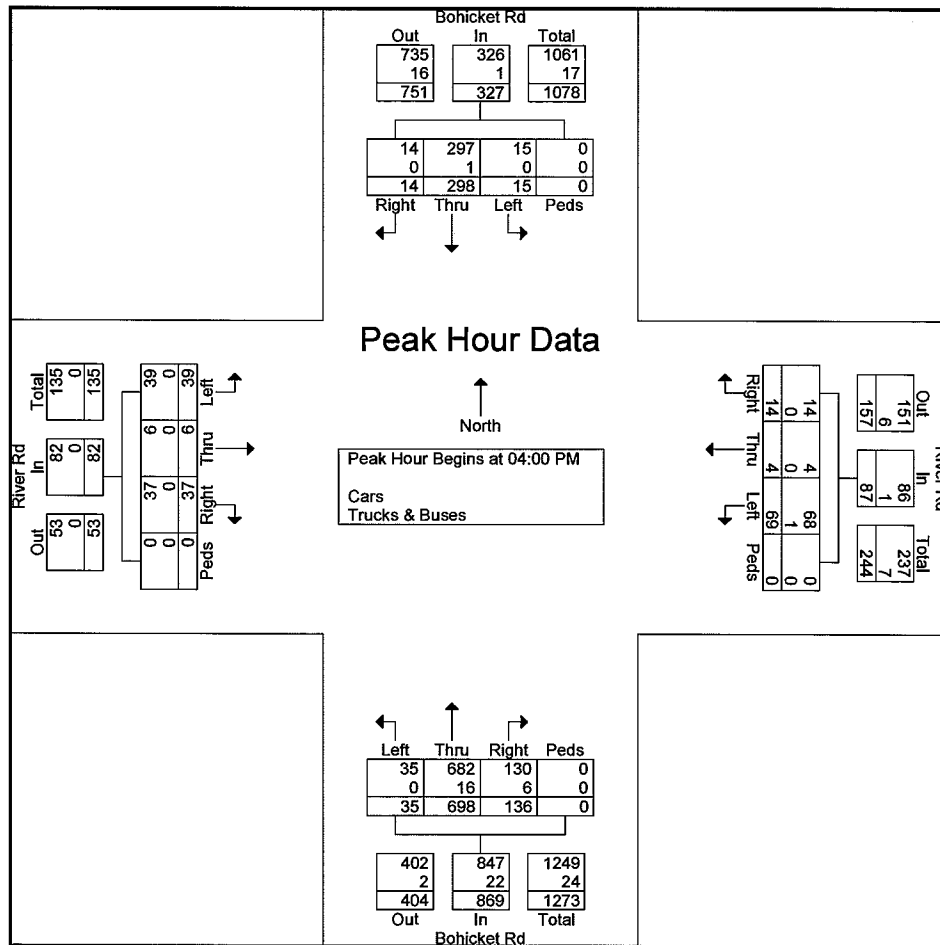 Bohicket Rd
Out In Total
735 326 1061
16 1 17
751 327 1078
14 297 15 0
0 1 0 0
14 298 15 0
Right Thru Left Peds
Peak Hour Data
North
Peak Hour Begins at 04:00 PM
Cars
Trucks & Buses
River Rd
Total In Out
135 82 53
0 0 0
135 82 53
39 6 37 0
0 0 0 0
39 6 37 0
Left Thru Right Peds
Right Thru Left Peds
14 4 69 0
0 0 1 0
14 4 68 0
Out In Total
151 86 237
6 1 7
157 87 244
River Rd
Left Thru Right Peds
35 682 130 0
0 16 6 0
35 698 136 0
402 847 1249
2 22 24
404 869 1273
Out In Total
Bohicket Rd